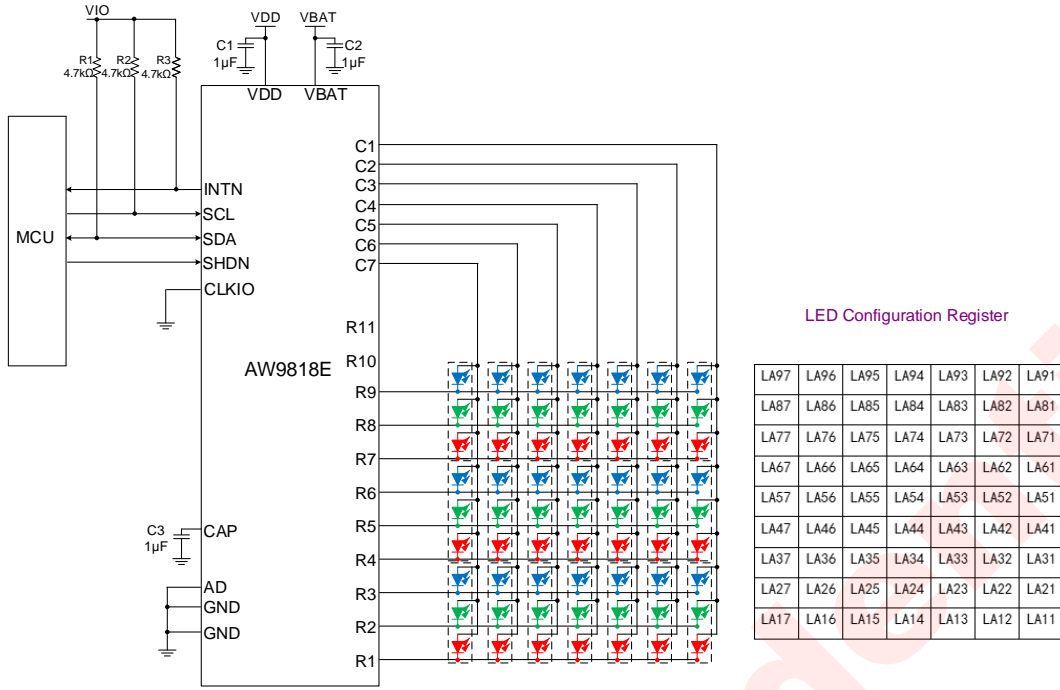 VIO
VDD
VBAT
C1
1µF
C2
1µF
R1
4.7kΩ
R2
4.7kΩ
R3
4.7kΩ
VDD
VBAT
MCU
INTN
SCL
SDA
SHDN
CLKIO
AW9818E
CAP
C3
1µF
AD
GND
GND
C1
C2
C3
C4
C5
C6
C7
R11
R10
R9
R8
R7
R6
R5
R4
R3
R2
R1
LED Configuration Register
LA97 LA96 LA95 LA94 LA93 LA92 LA91
LA87 LA86 LA85 LA84 LA83 LA82 LA81
LA77 LA76 LA75 LA74 LA73 LA72 LA71
LA67 LA66 LA65 LA64 LA63 LA62 LA61
LA57 LA56 LA55 LA54 LA53 LA52 LA51
LA47 LA46 LA45 LA44 LA43 LA42 LA41
LA37 LA36 LA35 LA34 LA33 LA32 LA31
LA27 LA26 LA25 LA24 LA23 LA22 LA21
LA17 LA16 LA15 LA14 LA13 LA12 LA11